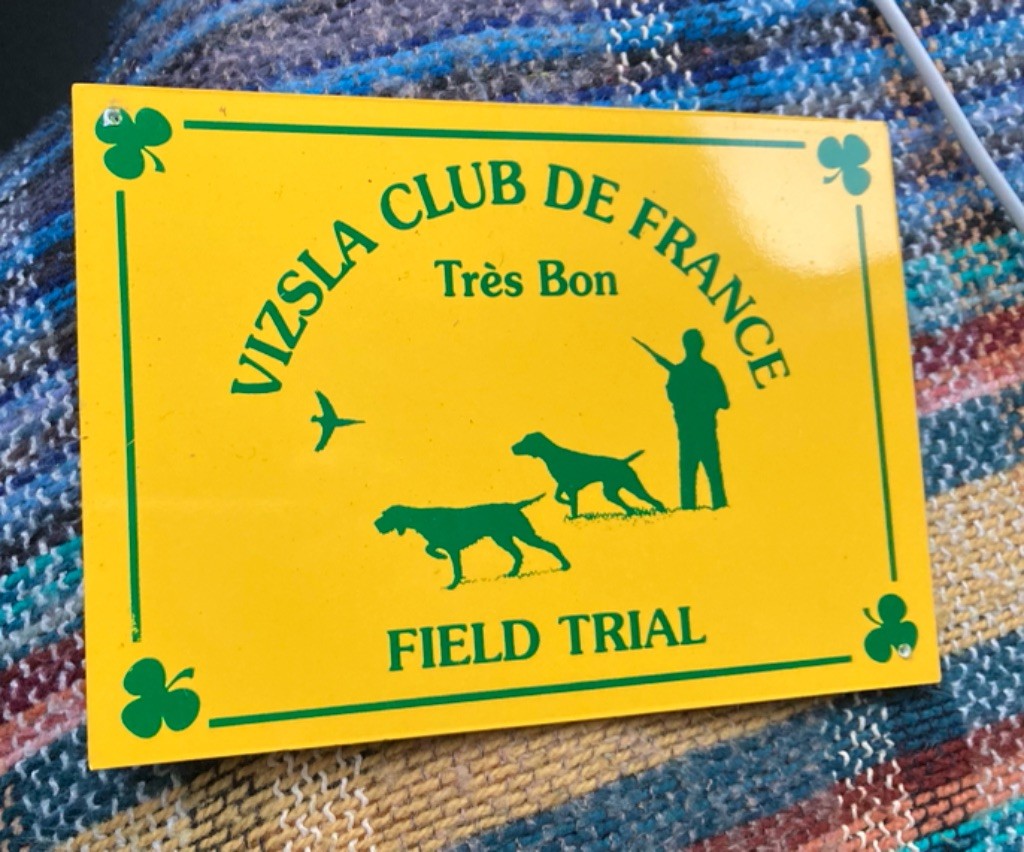 VIZSLA CLUB DE FRANCE
Très Bon
FIELD TRIAL